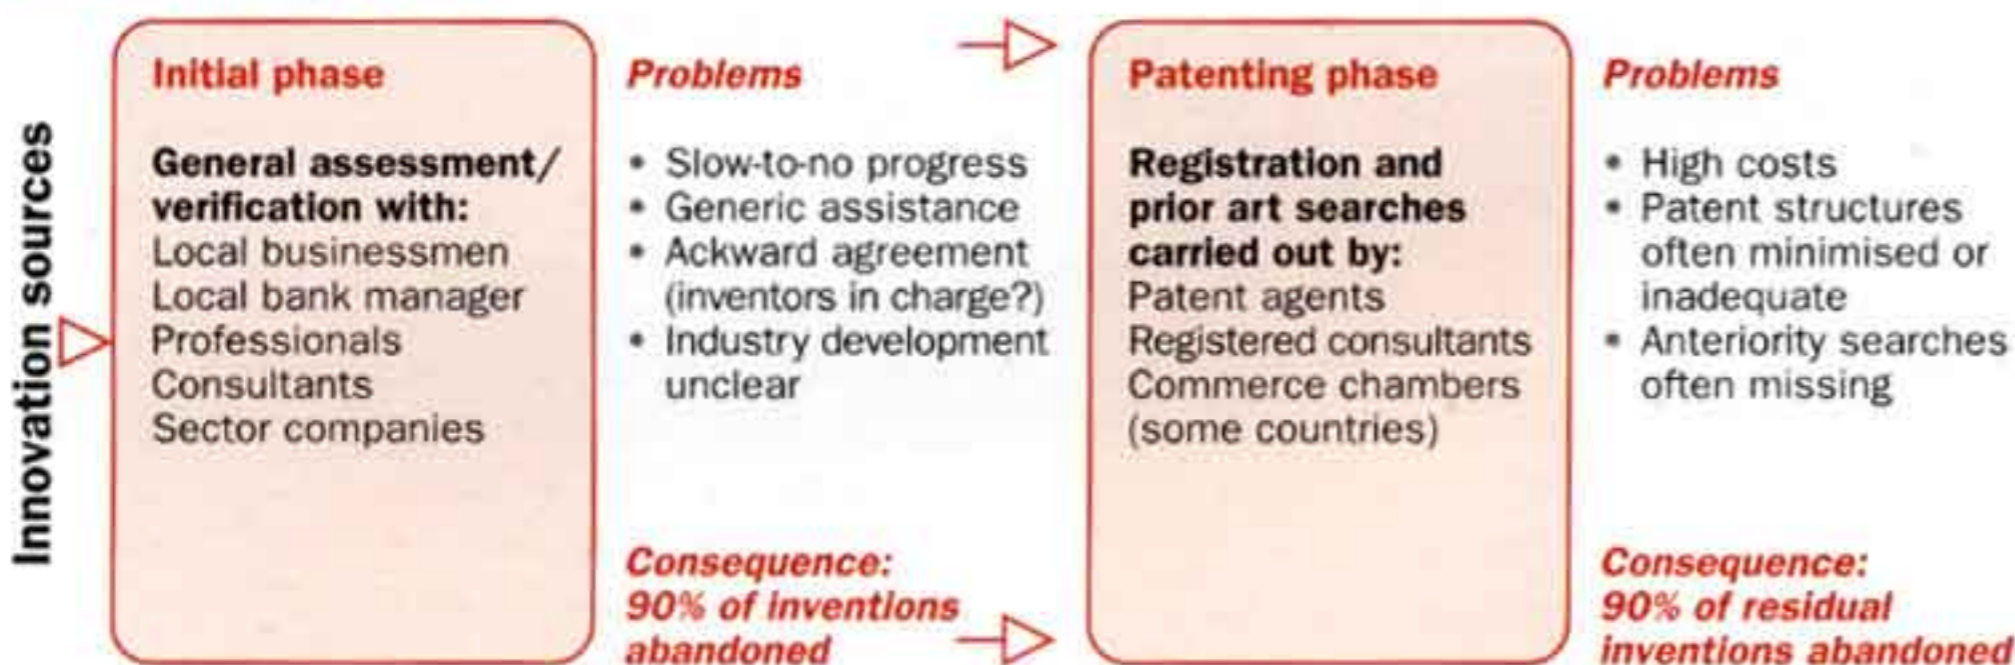 Innovation sources
Initial phase
General assessment/
verification with:
Local businessmen
Local bank manager
Professionals
Consultants
Sector companies
Problems
• Slow-to-no progress
• Generic assistance
• Ackward agreement
(inventors in charge?)
• Industry development
unclear
Consequence:
90% of inventions
abandoned
Patenting phase
Registration and
prior art searches
carried out by:
Patent agents
Registered consultants
Commerce chambers
(some countries)
Problems
• High costs
• Patent structures
often minimised or
inadequate
• Anteriority searches
often missing
Consequence:
90% of residual
inventions abandoned